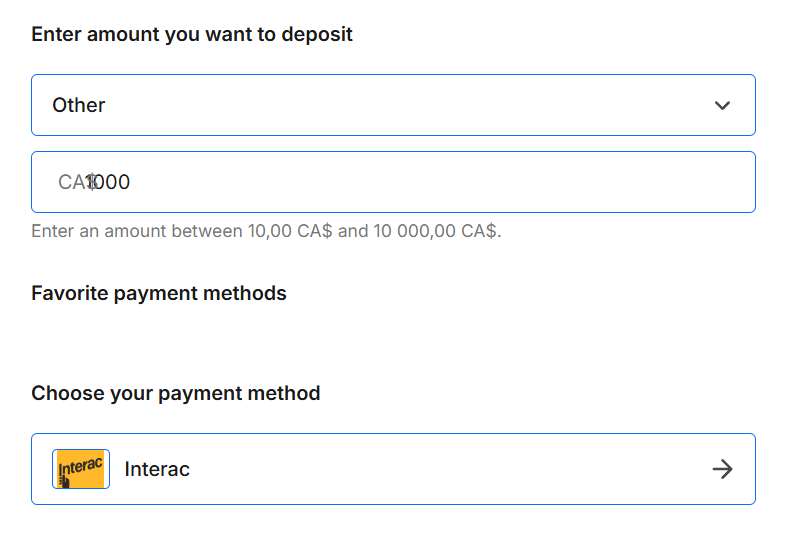 Enter amount you want to deposit
Other
CA$1000
Enter an amount between 10,00 CA$ and 10 000,00 CA$.
Favorite payment methods
Choose your payment method
Interac Interac